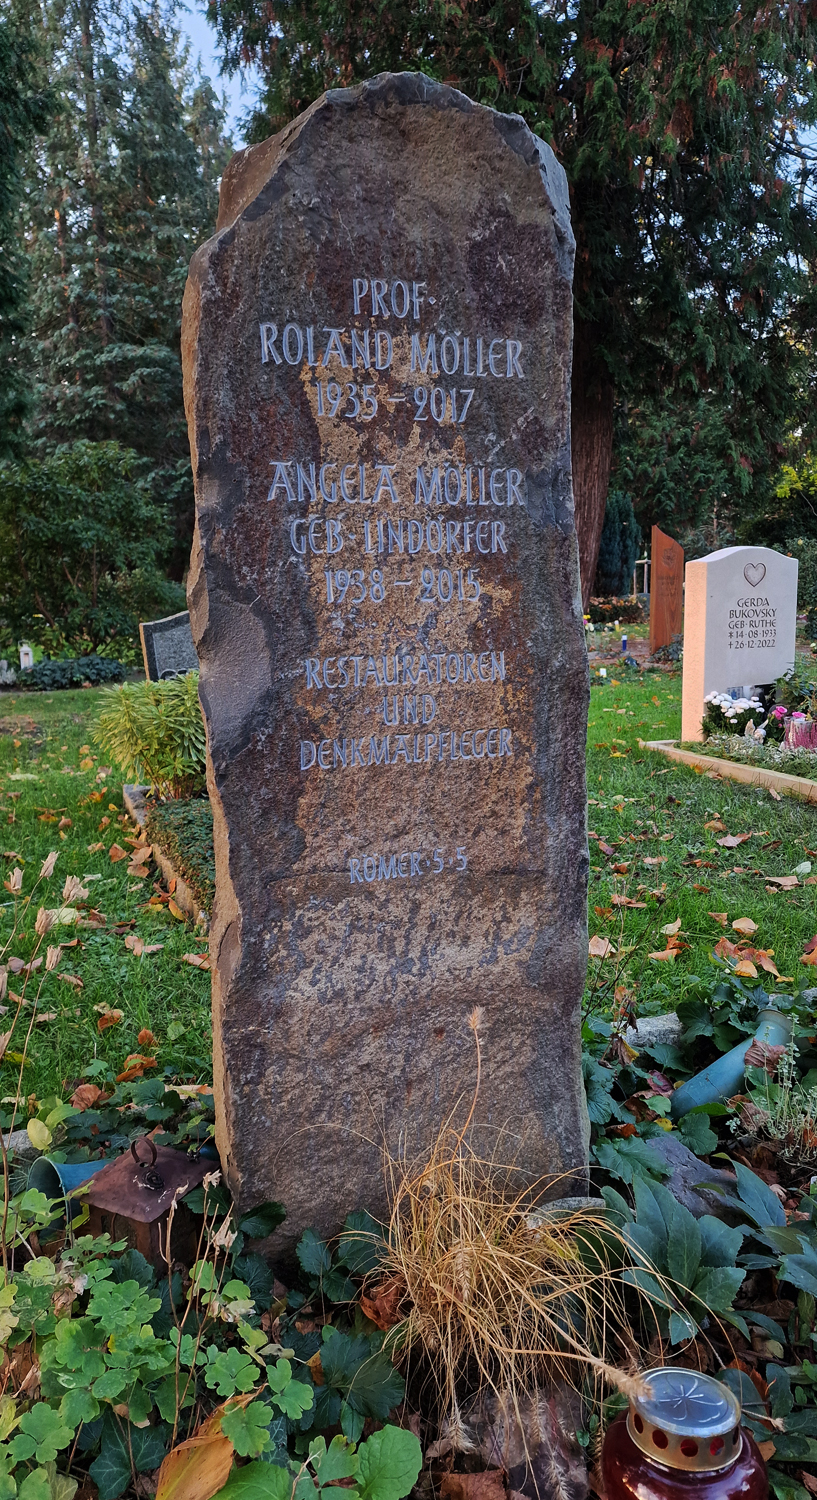 PROF·
ROLAND MÖLLER
1935 – 2017
ANGELA MÖLLER
GEB· LINDÖRFER
1938 – 2015
RESTAURATOREN
UND
DENKMALPFLEGER
RÖMER·5·5
GERDA
BUKOVSKY
GEB·RUTHE
*14·08·1933
†26·12·2022